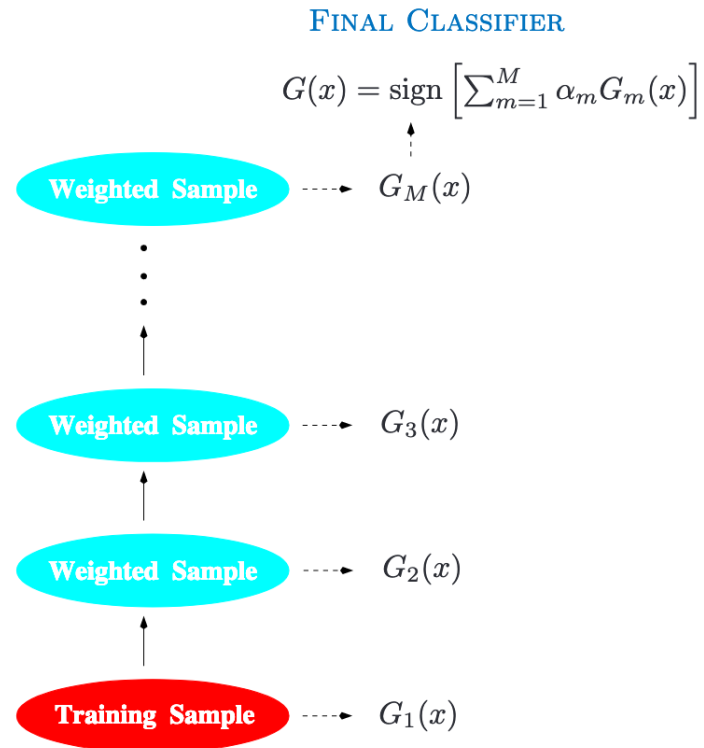 FINAL CLASSIFIER
G(x) = sign [∑_{m=1}^{M} α_m G_m(x)]
Weighted Sample G_M(x)
Weighted Sample G_3(x)
Weighted Sample G_2(x)
Training Sample G_1(x)